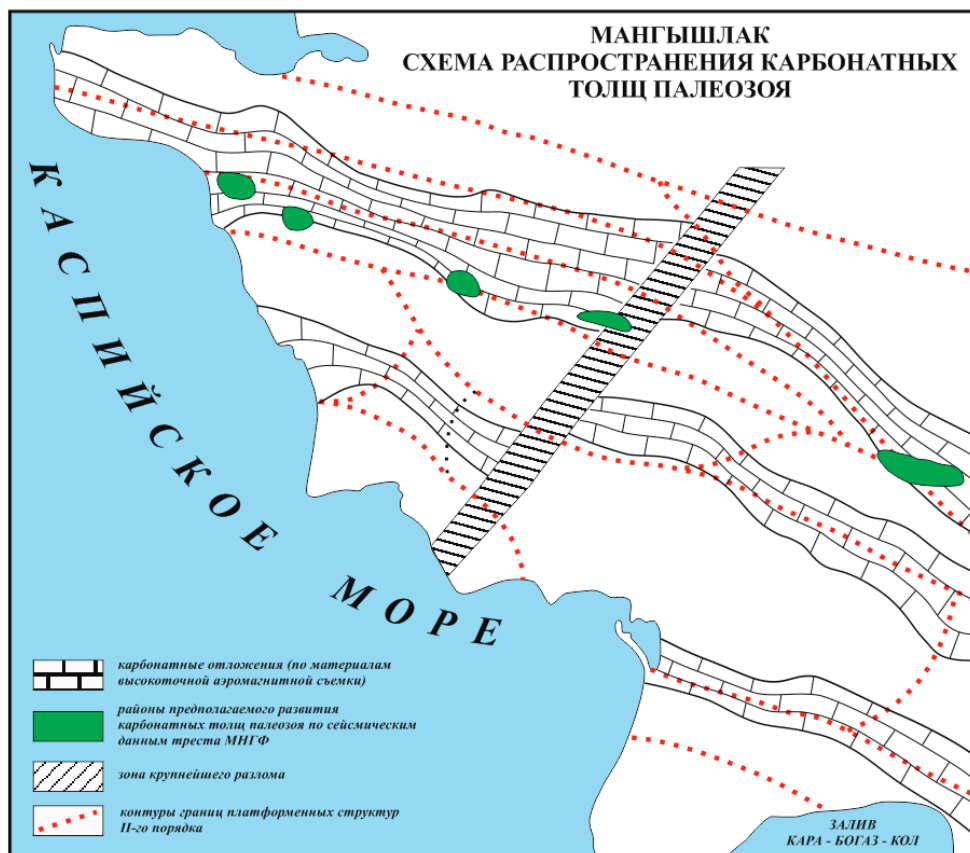 МАНГЫШЛАК
СХЕМА РАСПРОСТРАНЕНИЯ КАРБОНАТНЫХ
ТОЛЩ ПАЛЕОЗОЯ
КАСПИЙСКОЕ МОРЕ
карбонатные отложения (по материалам
высокоточной аэромагнитной съемки)
районы предполагаемого развития
карбонатных толщ палеозоя по сейсмическим
данным треста МНГФ
зона крупнейшего разлома
контуры границ платформенных структур
II-го порядка
ЗАЛИВ
КАРА - БОГАЗ - КОЛ